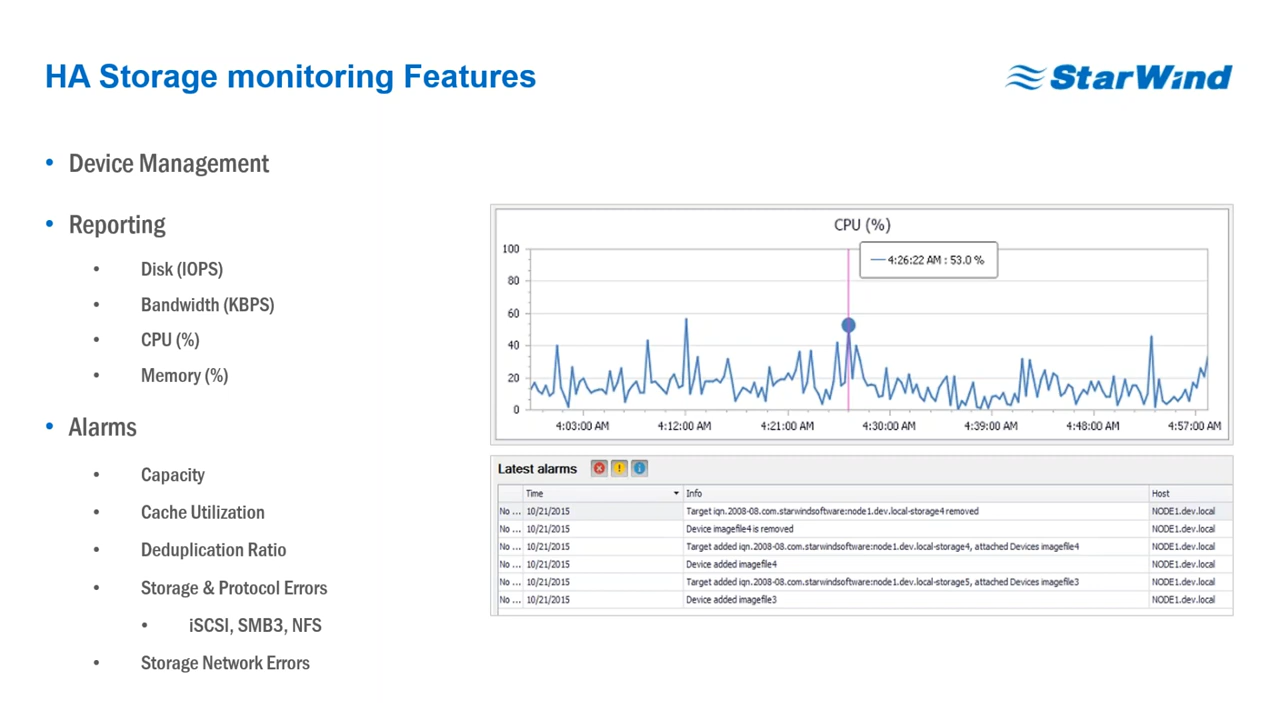 HA Storage monitoring Features
StarWind
• Device Management
• Reporting
• Disk (IOPS)
• Bandwidth (KBPS)
• CPU (%)
• Memory (%)
• Alarms
• Capacity
• Cache Utilization
• Deduplication Ratio
• Storage & Protocol Errors
• iSCSI, SMB3, NFS
• Storage Network Errors
CPU (%)
4:26:22 AM : 53.0 %
100
80
60
40
20
0
4:03:00 AM 4:12:00 AM 4:21:00 AM 4:30:00 AM 4:39:00 AM 4:48:00 AM 4:57:00 AM
Latest alarms
Time Info Host
No ... 10/21/2015 Target iqn.2008-08.com.starwindsoftware:node1.dev.local-storage4 removed NODE1.dev.local
No ... 10/21/2015 Device imagefile4 is removed NODE1.dev.local
No ... 10/21/2015 Target added iqn.2008-08.com.starwindsoftware:node1.dev.local-storage4, attached Devices imagefile4 NODE1.dev.local
No ... 10/21/2015 Device added imagefile4 NODE1.dev.local
No ... 10/21/2015 Target added iqn.2008-08.com.starwindsoftware:node1.dev.local-storage5, attached Devices imagefile3 NODE1.dev.local
No ... 10/21/2015 Device added imagefile3 NODE1.dev.local